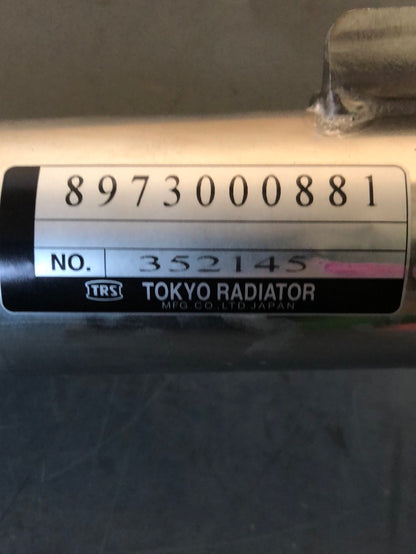 8973000881
NO. 352145
TRS TOKYO RADIATOR
MFG.CO.,LTD.JAPAN